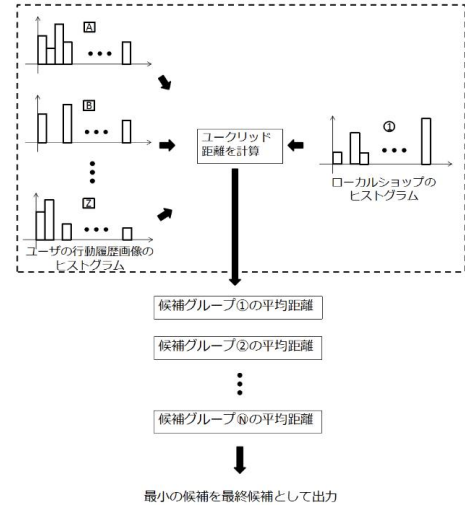 A
B
Z
ユーザの行動履歴画像の
ヒストグラム
ユークリッド
距離を計算
①
ローカルショップの
ヒストグラム
候補グループ①の平均距離
候補グループ②の平均距離
候補グループⓃの平均距離
最小の候補を最終候補として出力